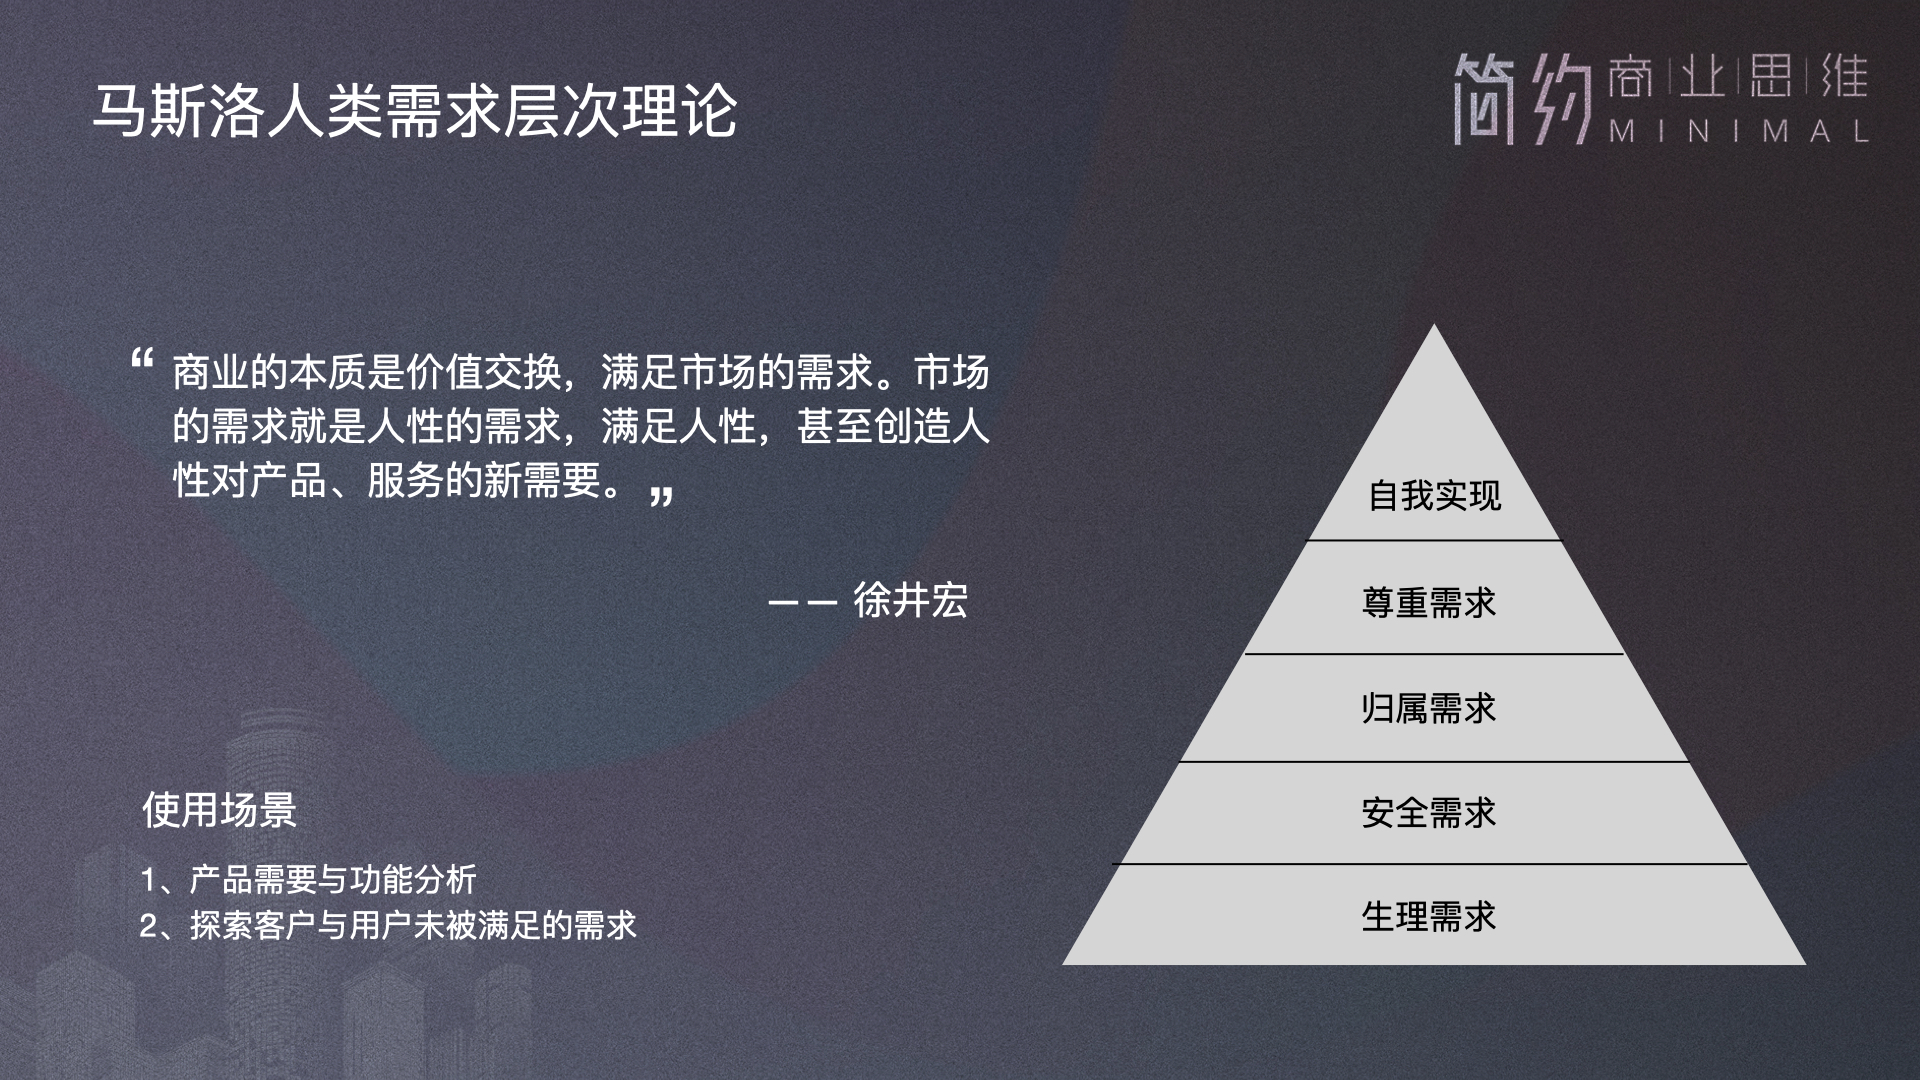 马斯洛人类需求层次理论
简约商业思维
MINIMAL
“商业的本质是价值交换，满足市场的需求。市场
的需求就是人性的需求，满足人性，甚至创造人
性对产品、服务的新需要。”
—— 徐井宏
使用场景
1、产品需要与功能分析
2、探索客户与用户未被满足的需求
自我实现
尊重需求
归属需求
安全需求
生理需求